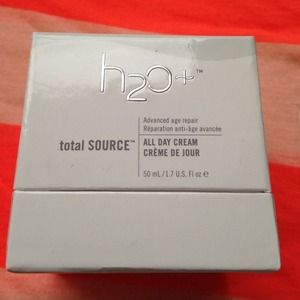 h2o+™
Advanced age repair
Réparation anti-âge avancée
total SOURCE™
ALL DAY CREAM
CRÈME DE JOUR
50 mL/1.7 U.S. Fl oz ℮